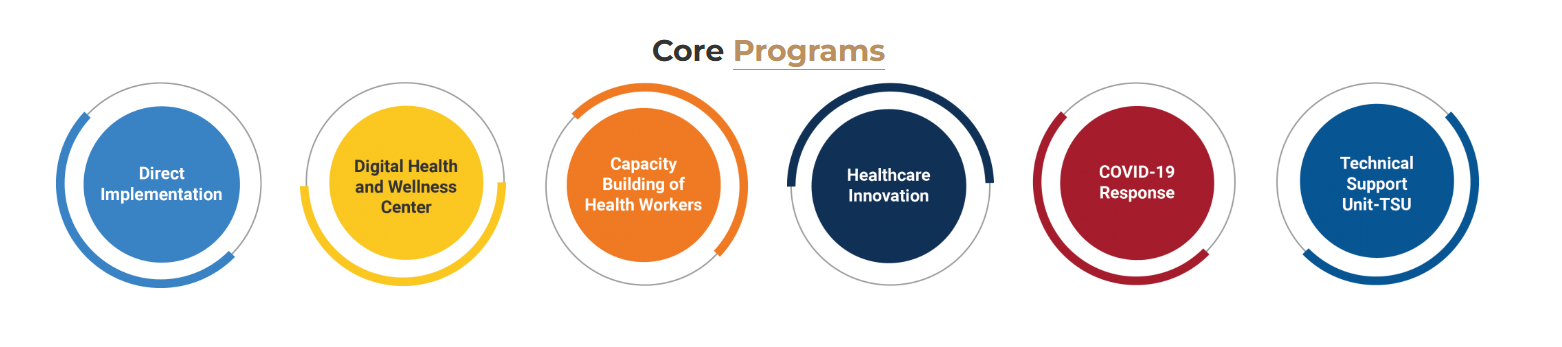 Core Programs
Direct
Implementation
Digital Health
and Wellness
Center
Capacity
Building of
Health Workers
Healthcare
Innovation
COVID-19
Response
Technical
Support
Unit-TSU